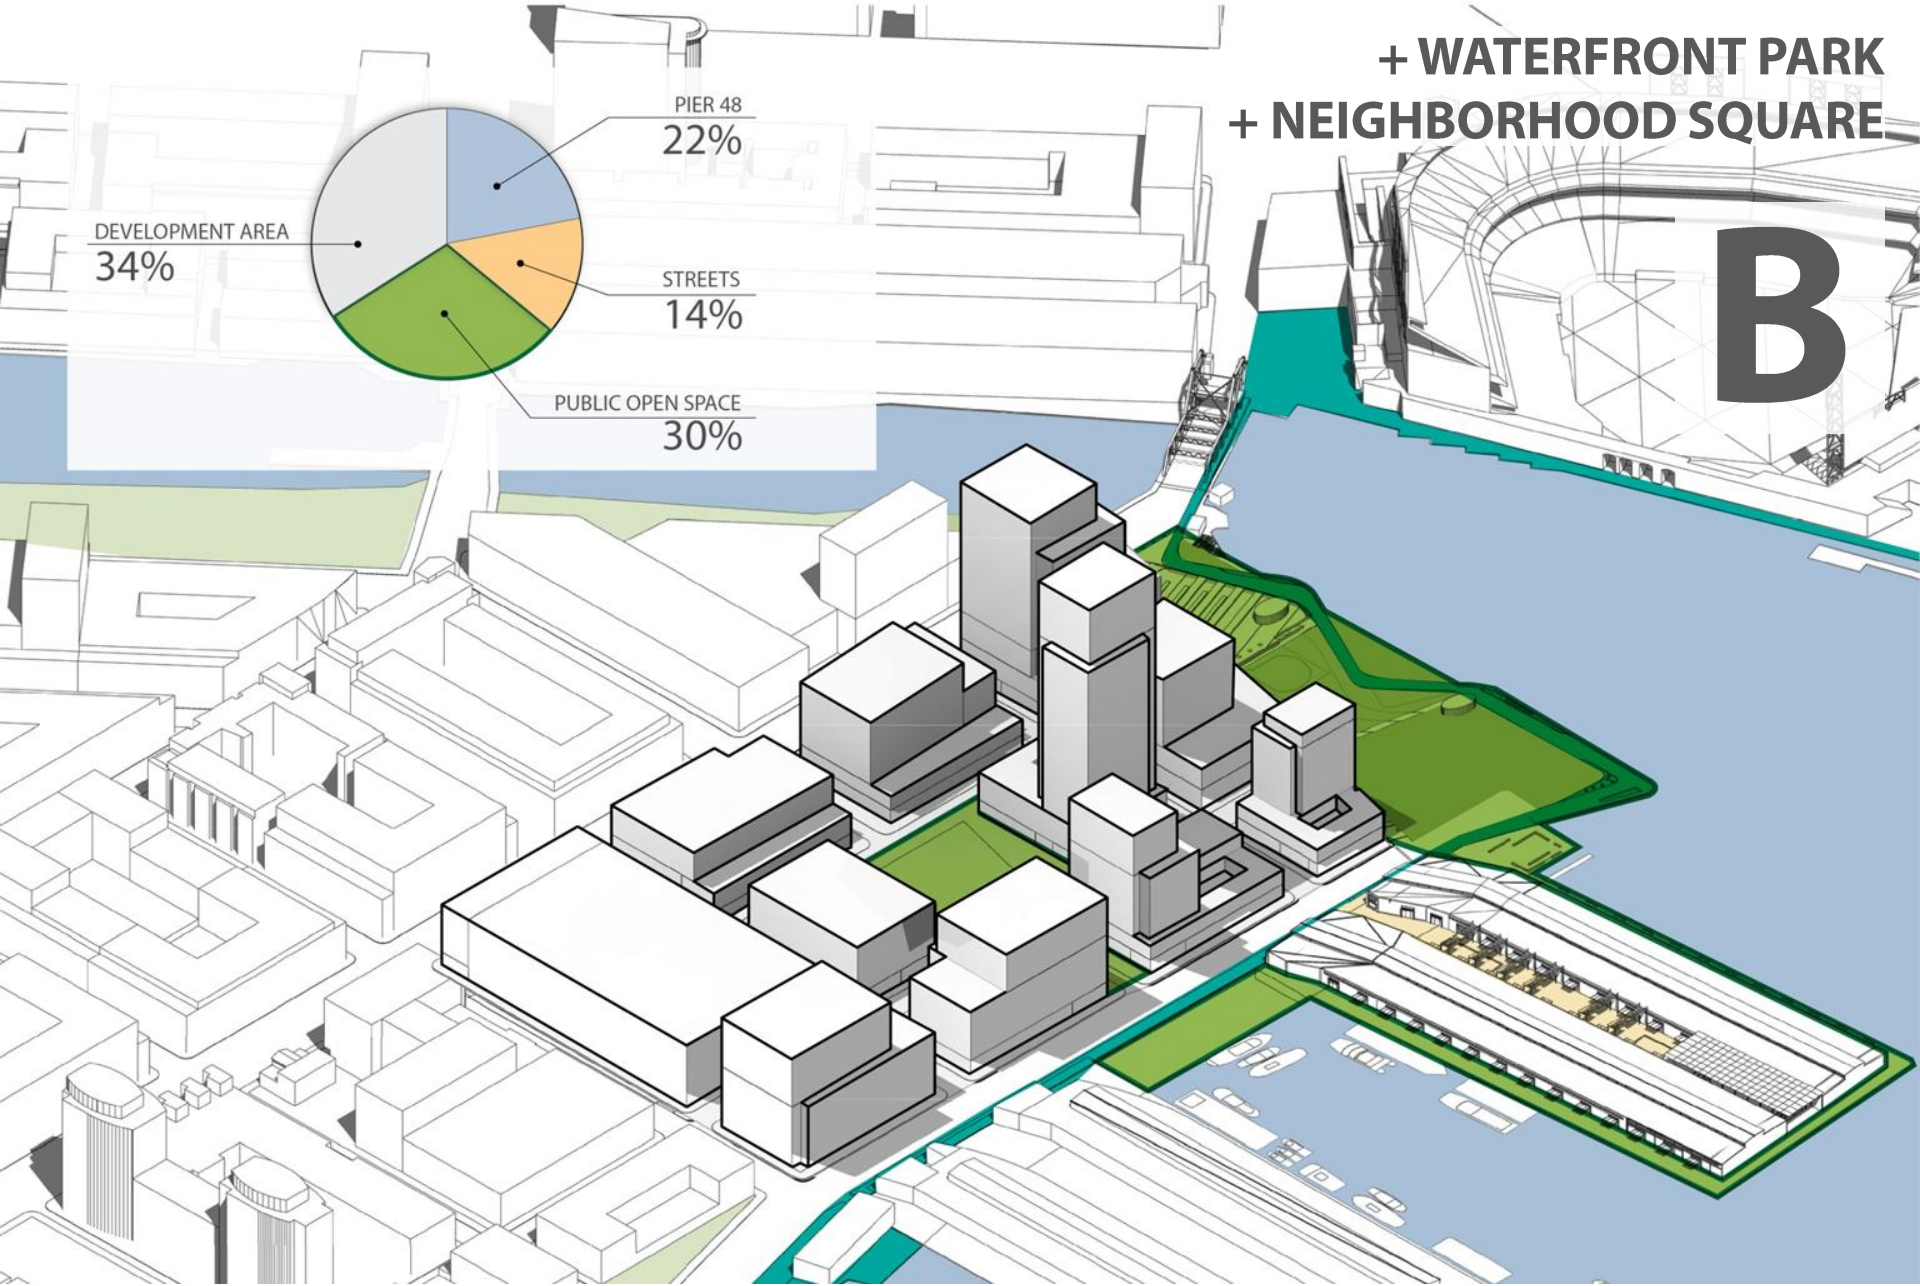 + WATERFRONT PARK
+ NEIGHBORHOOD SQUARE
B
PIER 48
22%
DEVELOPMENT AREA
34%
STREETS
14%
PUBLIC OPEN SPACE
30%